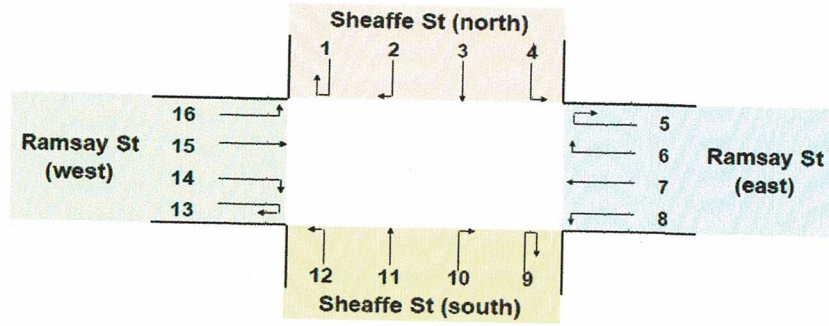 Sheaffe St (north)
1 2 3 4
16
15
14
13
Ramsay St
(west)
5
6
7
8
Ramsay St
(east)
12 11 10 9
Sheaffe St (south)